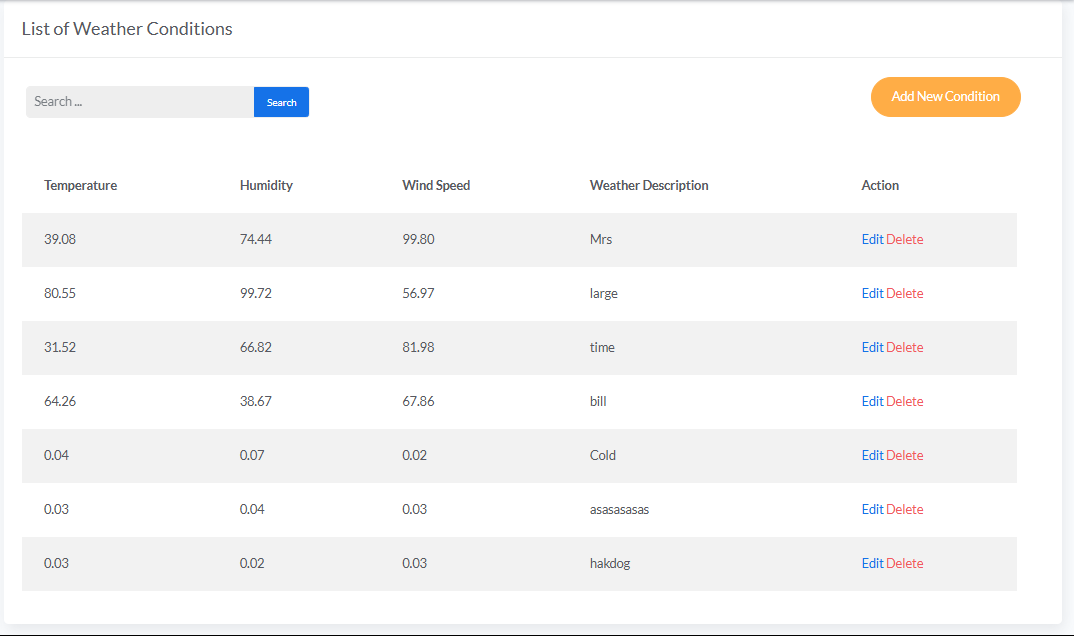 List of Weather Conditions
Search ... Search Add New Condition
Temperature Humidity Wind Speed Weather Description Action
39.08 74.44 99.80 Mrs Edit Delete
80.55 99.72 56.97 large Edit Delete
31.52 66.82 81.98 time Edit Delete
64.26 38.67 67.86 bill Edit Delete
0.04 0.07 0.02 Cold Edit Delete
0.03 0.04 0.03 asasasasas Edit Delete
0.03 0.02 0.03 hakdog Edit Delete